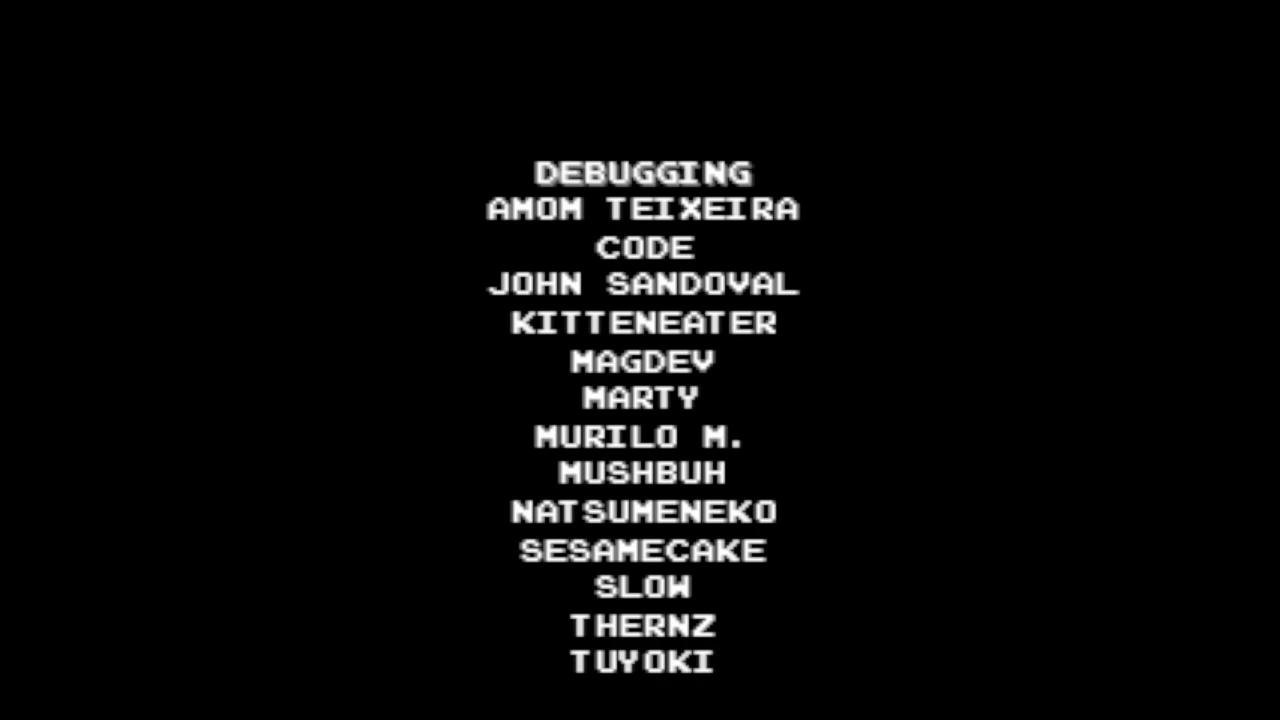 DEBUGGING
AMOM TEIXEIRA
CODE
JOHN SANDOVAL
KITTENEATER
MAGDEV
MARTY
MURILO M.
MUSHBUH
NATSUMENEKO
SESAMECAKE
SLOW
THERNZ
TUYOKI